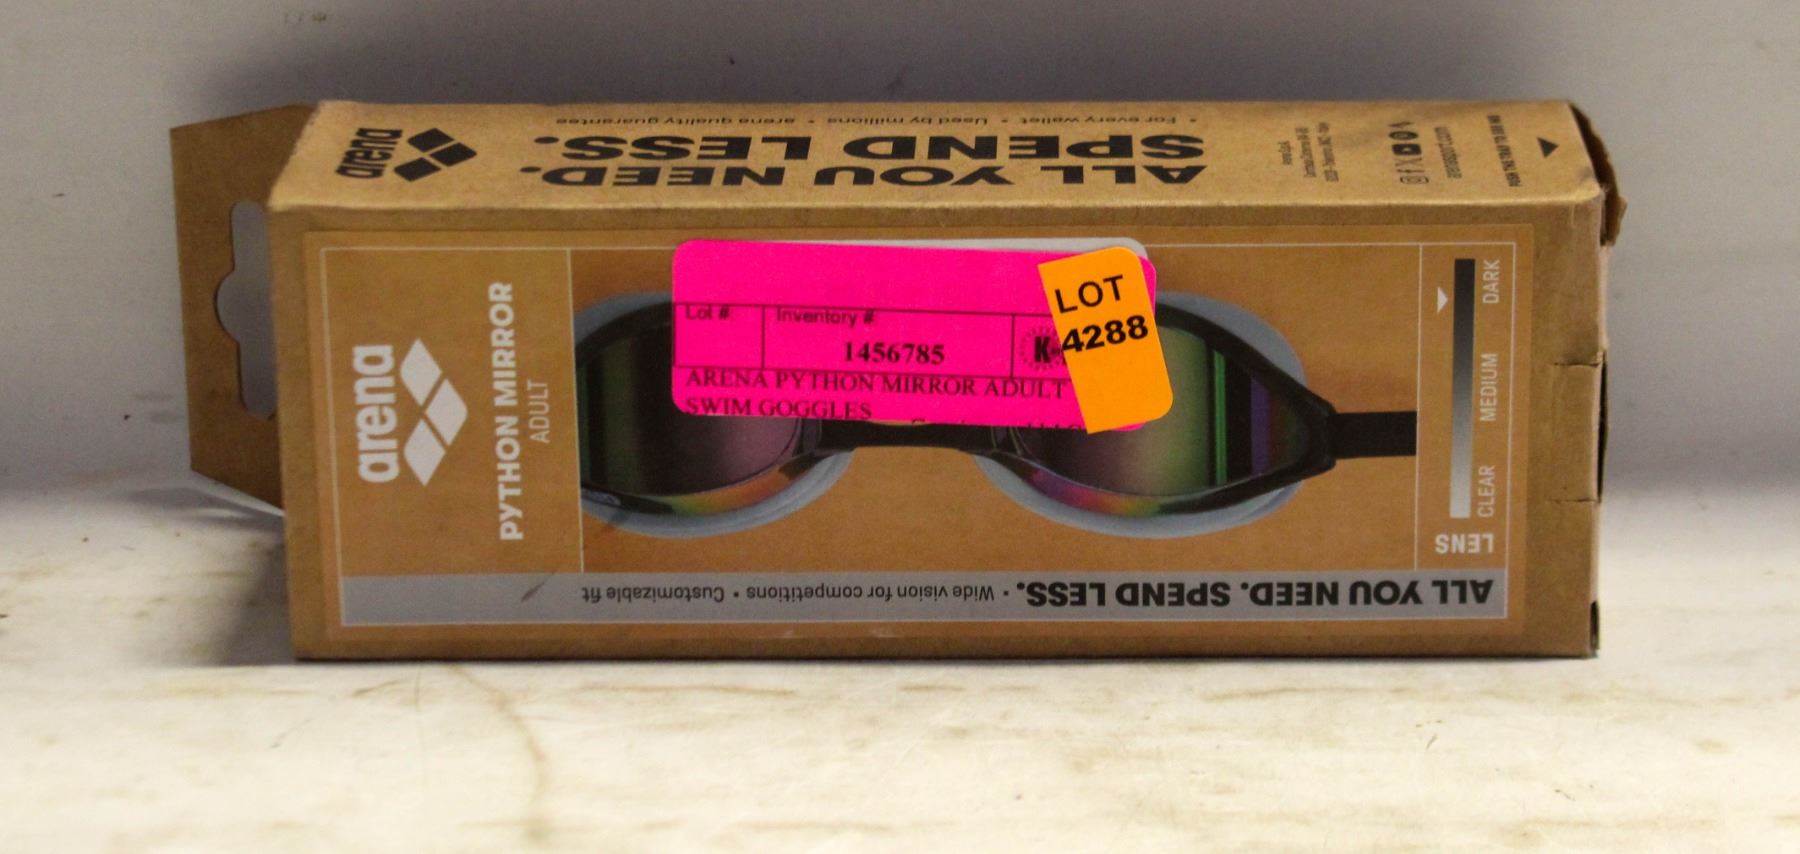 arena
ALL YOU NEED.
SPEND LESS.
• For every wallet • Used by millions • arena quality guarantee
arenasport.com
arena
PYTHON MIRROR
ADULT
Lot #
Inventory #
1456785
K
ARENA PYTHON MIRROR ADULT
SWIM GOGGLES
LOT
4288
LENS
CLEAR MEDIUM DARK
ALL YOU NEED. SPEND LESS. • Wide vision for competitions • Customizable fit